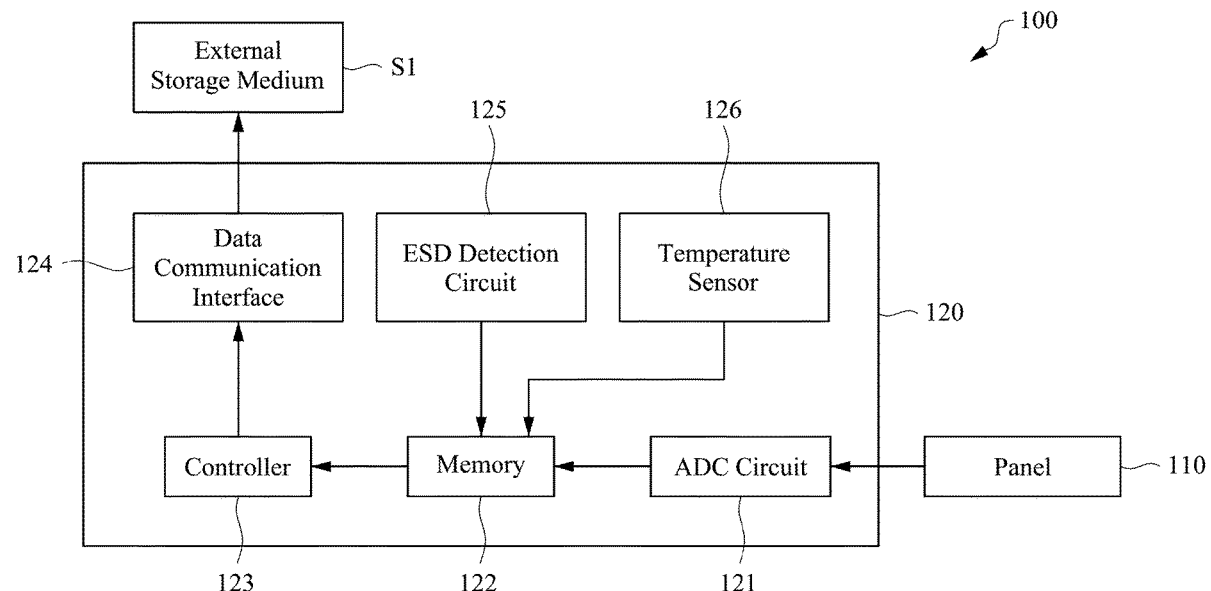 100
External
Storage Medium
S1
125
126
124
Data
Communication
Interface
ESD Detection
Circuit
Temperature
Sensor
120
Controller
Memory
ADC Circuit
Panel
110
123
122
121